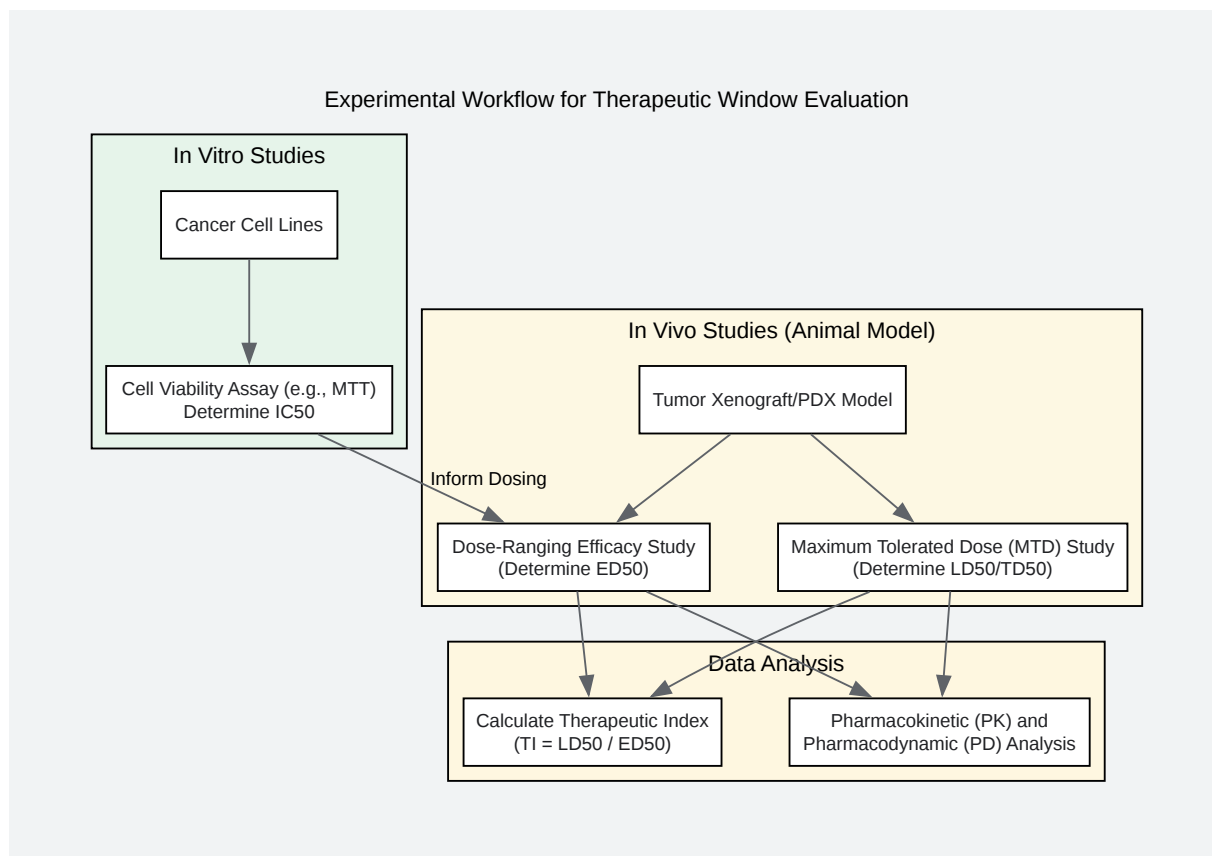 Experimental Workflow for Therapeutic Window Evaluation
In Vitro Studies
Cancer Cell Lines
Cell Viability Assay (e.g., MTT)
Determine IC50
In Vivo Studies (Animal Model)
Tumor Xenograft/PDX Model
Inform Dosing
Dose-Ranging Efficacy Study
(Determine ED50)
Maximum Tolerated Dose (MTD) Study
(Determine LD50/TD50)
Data Analysis
Calculate Therapeutic Index
(TI = LD50 / ED50)
Pharmacokinetic (PK) and
Pharmacodynamic (PD) Analysis